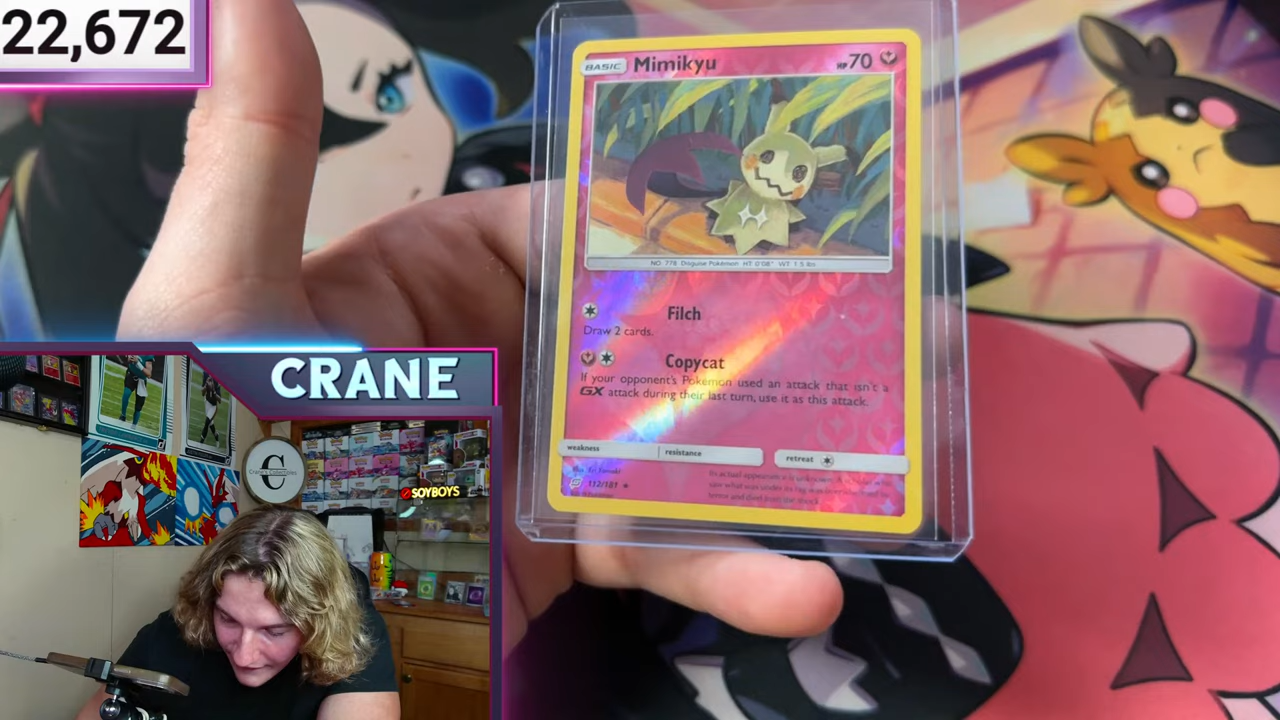 22,672
BASIC Mimikyu HP70
NO. 778 Disguise Pokémon HT: 0'08" WT: 1.5 lbs
Filch
Draw 2 cards.
Copycat
If your opponent's Pokémon used an attack that isn't a
GX attack during their last turn, use it as this attack.
weakness resistance retreat
112/181
CRANE
C
Crane's Collectibles
SOYBOYS